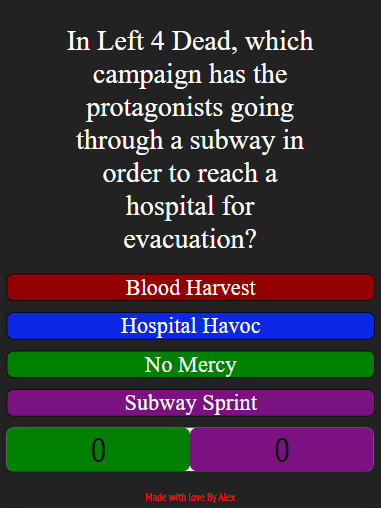 In Left 4 Dead, which
campaign has the
protagonists going
through a subway in
order to reach a
hospital for
evacuation?
Blood Harvest
Hospital Havoc
No Mercy
Subway Sprint
0 0
Made with Love By Alex